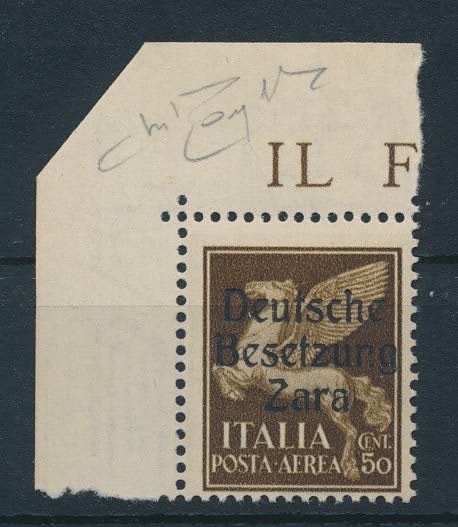 IL F
Deutsche
Besetzung
Zara
ITALIA
POSTA·AEREA
CENT.
50